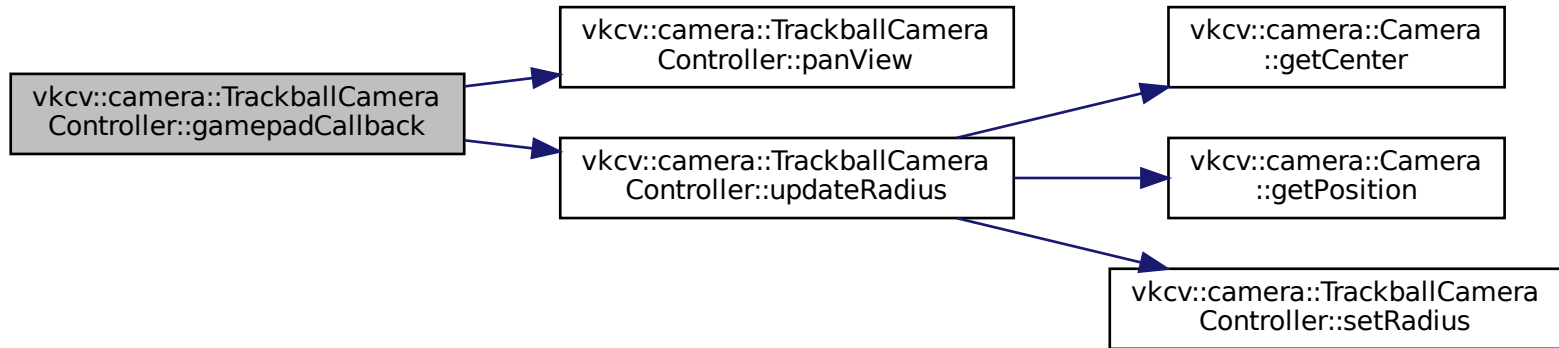 vkcv::camera::TrackballCamera
Controller::gamepadCallback
vkcv::camera::TrackballCamera
Controller::panView
vkcv::camera::TrackballCamera
Controller::updateRadius
vkcv::camera::Camera
::getCenter
vkcv::camera::Camera
::getPosition
vkcv::camera::TrackballCamera
Controller::setRadius